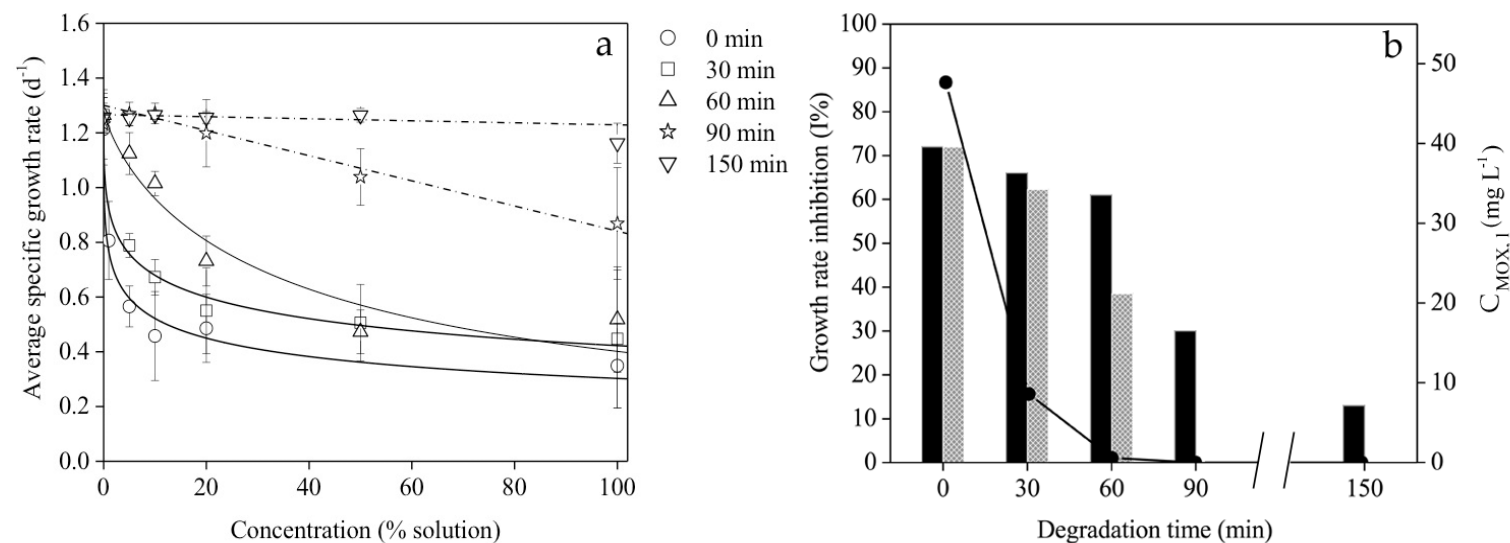 a
Average specific growth rate (d⁻¹)
1.6
1.4
1.2
1.0
0.8
0.6
0.4
0.2
0.0
0 20 40 60 80 100
Concentration (% solution)
0 min
30 min
60 min
90 min
150 min
b
Growth rate inhibition (I%)
100
90
80
70
60
50
40
30
20
10
0
0 30 60 90 150
Degradation time (min)
50
40
30
20
10
0
C_MOX, 1 (mg L⁻¹)